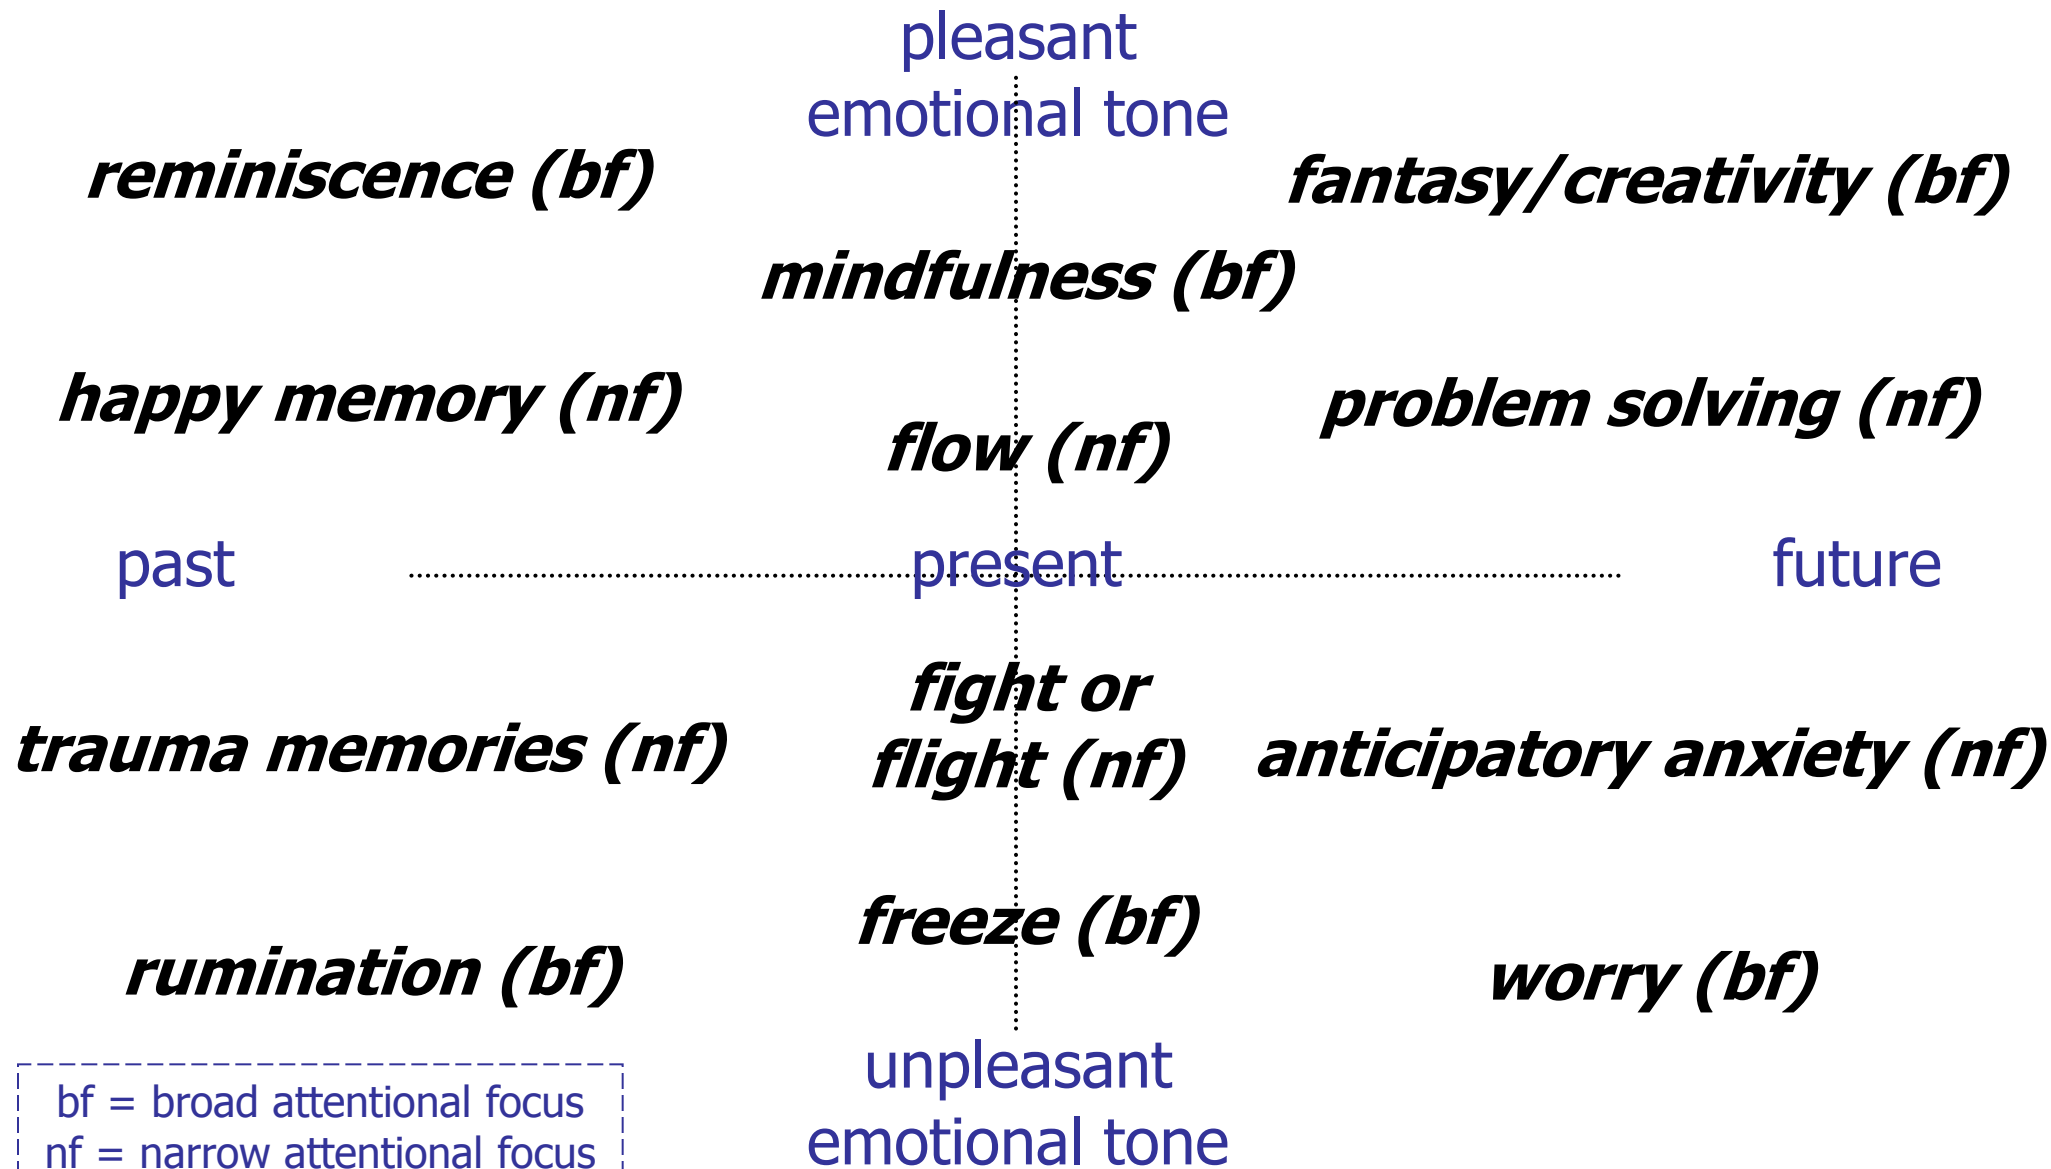 pleasant
emotional tone
reminiscence (bf)
fantasy/creativity (bf)
mindfulness (bf)
happy memory (nf)
problem solving (nf)
flow (nf)
past
present
future
fight or
flight (nf)
trauma memories (nf)
anticipatory anxiety (nf)
freeze (bf)
rumination (bf)
worry (bf)
unpleasant
emotional tone
bf = broad attentional focus
nf = narrow attentional focus